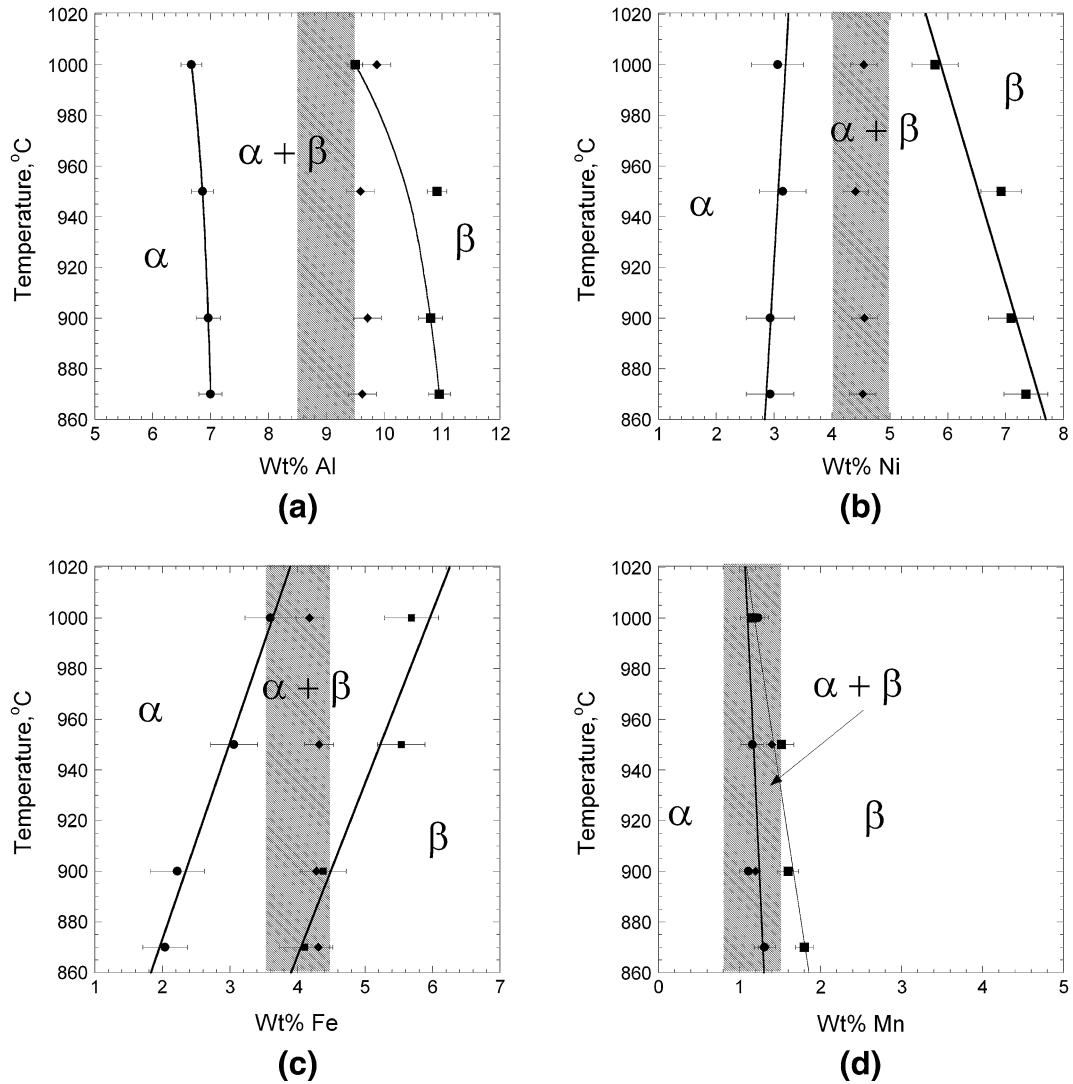 1020
1000
980
960
940
920
900
880
860
Temperature,°C
α
α + β
β
5 6 7 8 9 10 11 12
Wt% Al
(a)
1020
1000
980
960
940
920
900
880
860
Temperature,°C
α
α + β
β
1 2 3 4 5 6 7 8
Wt% Ni
(b)
1020
1000
980
960
940
920
900
880
860
Temperature,°C
α
α + β
β
1 2 3 4 5 6 7
Wt% Fe
(c)
1020
1000
980
960
940
920
900
880
860
Temperature,°C
α + β
α
β
0 1 2 3 4 5
Wt% Mn
(d)